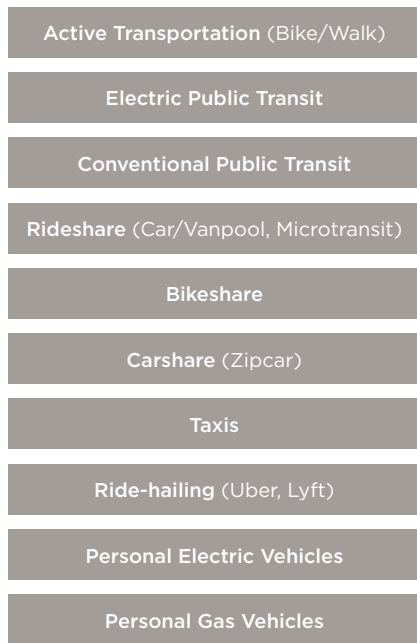 Active Transportation (Bike/Walk)
Electric Public Transit
Conventional Public Transit
Rideshare (Car/Vanpool, Microtransit)
Bikeshare
Carshare (Zipcar)
Taxis
Ride-hailing (Uber, Lyft)
Personal Electric Vehicles
Personal Gas Vehicles